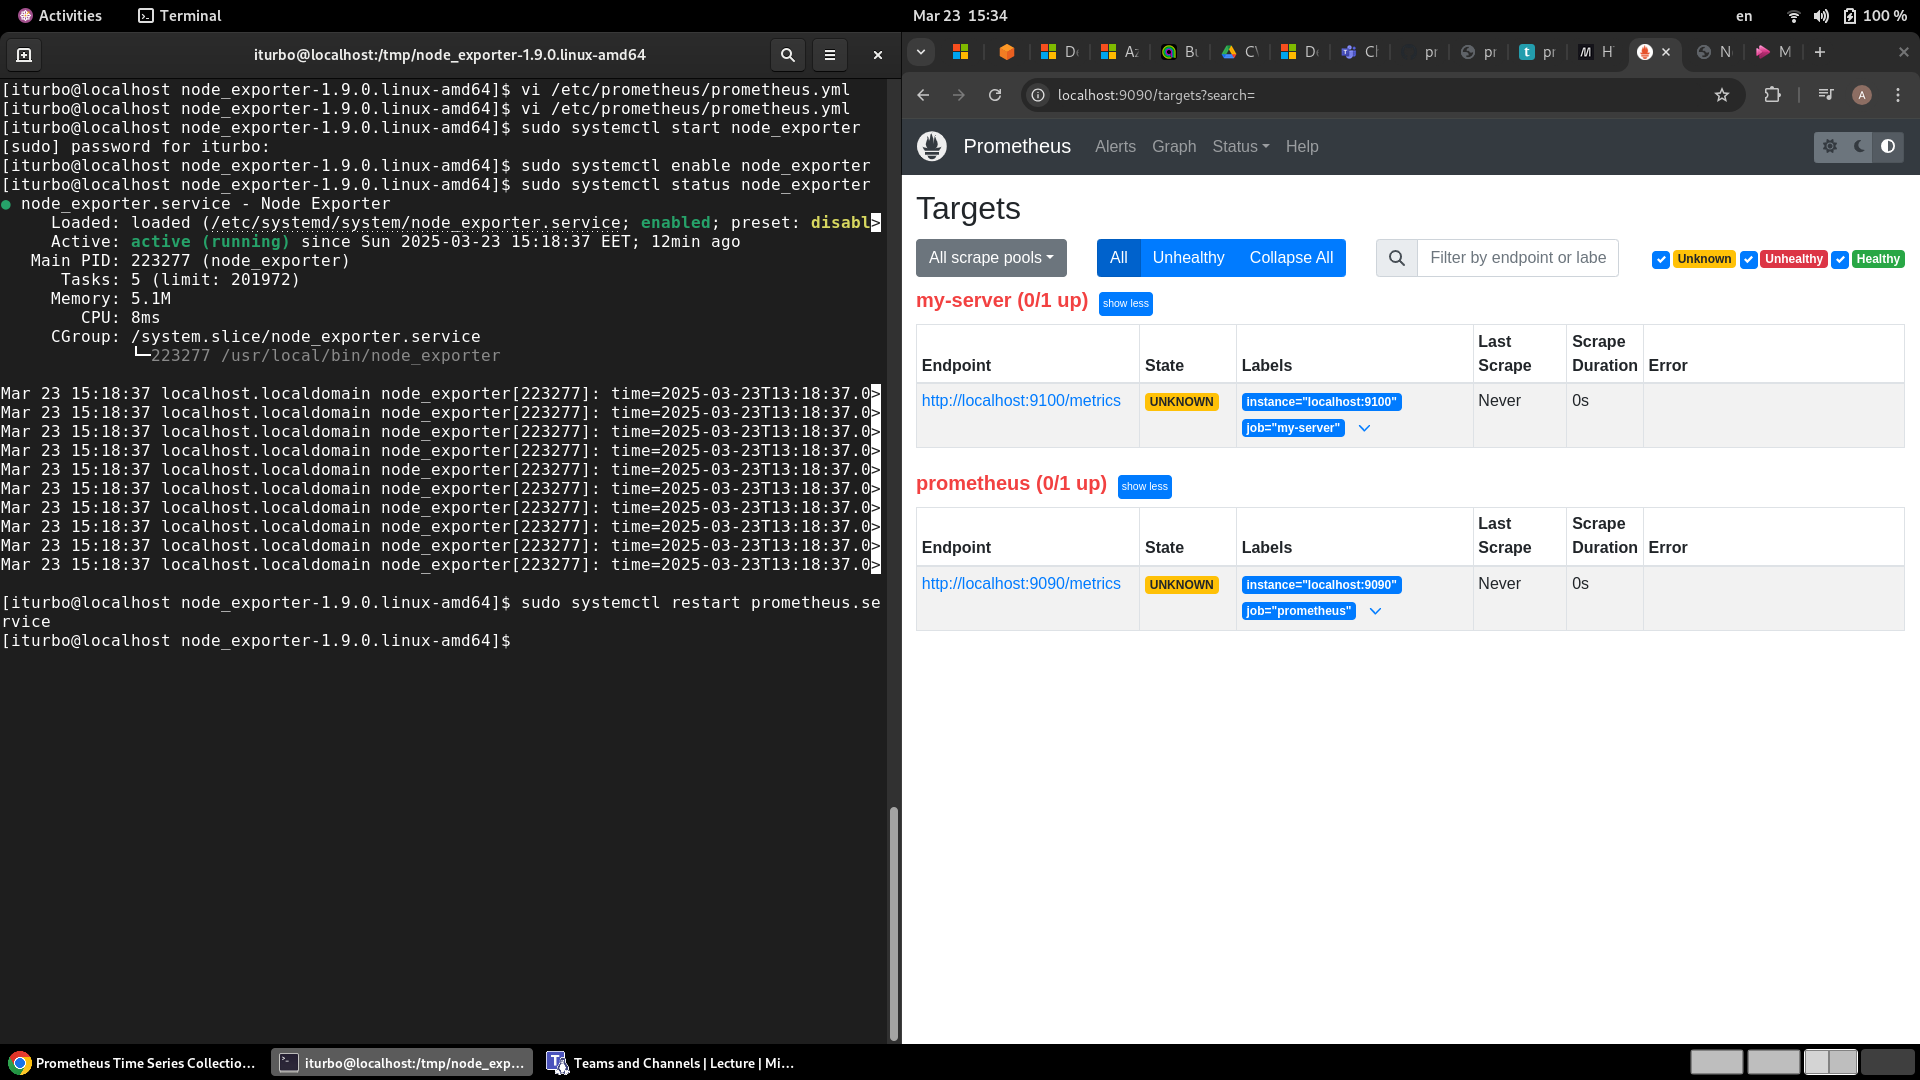 Activities
Terminal
Mar 23 15:34
en
100 %
iturbo@localhost:/tmp/node_exporter-1.9.0.linux-amd64
[iturbo@localhost node_exporter-1.9.0.linux-amd64]$ vi /etc/prometheus/prometheus.yml
[iturbo@localhost node_exporter-1.9.0.linux-amd64]$ vi /etc/prometheus/prometheus.yml
[iturbo@localhost node_exporter-1.9.0.linux-amd64]$ sudo systemctl start node_exporter
[sudo] password for iturbo:
[iturbo@localhost node_exporter-1.9.0.linux-amd64]$ sudo systemctl enable node_exporter
[iturbo@localhost node_exporter-1.9.0.linux-amd64]$ sudo systemctl status node_exporter
● node_exporter.service - Node Exporter
Loaded: loaded (/etc/systemd/system/node_exporter.service; enabled; preset: disabl>
Active: active (running) since Sun 2025-03-23 15:18:37 EET; 12min ago
Main PID: 223277 (node_exporter)
Tasks: 5 (limit: 201972)
Memory: 5.1M
CPU: 8ms
CGroup: /system.slice/node_exporter.service
└─223277 /usr/local/bin/node_exporter
Mar 23 15:18:37 localhost.localdomain node_exporter[223277]: time=2025-03-23T13:18:37.0>
Mar 23 15:18:37 localhost.localdomain node_exporter[223277]: time=2025-03-23T13:18:37.0>
Mar 23 15:18:37 localhost.localdomain node_exporter[223277]: time=2025-03-23T13:18:37.0>
Mar 23 15:18:37 localhost.localdomain node_exporter[223277]: time=2025-03-23T13:18:37.0>
Mar 23 15:18:37 localhost.localdomain node_exporter[223277]: time=2025-03-23T13:18:37.0>
Mar 23 15:18:37 localhost.localdomain node_exporter[223277]: time=2025-03-23T13:18:37.0>
Mar 23 15:18:37 localhost.localdomain node_exporter[223277]: time=2025-03-23T13:18:37.0>
Mar 23 15:18:37 localhost.localdomain node_exporter[223277]: time=2025-03-23T13:18:37.0>
Mar 23 15:18:37 localhost.localdomain node_exporter[223277]: time=2025-03-23T13:18:37.0>
Mar 23 15:18:37 localhost.localdomain node_exporter[223277]: time=2025-03-23T13:18:37.0>
[iturbo@localhost node_exporter-1.9.0.linux-amd64]$ sudo systemctl restart prometheus.se
rvice
[iturbo@localhost node_exporter-1.9.0.linux-amd64]$
localhost:9090/targets?search=
A
Prometheus Alerts Graph Status Help
Targets
All scrape pools
All Unhealthy Collapse All
Filter by endpoint or labe
Unknown Unhealthy Healthy
my-server (0/1 up) show less
Endpoint State Labels Last Scrape Scrape Duration Error
http://localhost:9100/metrics UNKNOWN instance="localhost:9100" Never 0s
job="my-server"
prometheus (0/1 up) show less
Endpoint State Labels Last Scrape Scrape Duration Error
http://localhost:9090/metrics UNKNOWN instance="localhost:9090" Never 0s
job="prometheus"
Prometheus Time Series Collectio...
iturbo@localhost:/tmp/node_exp...
Teams and Channels | Lecture | Mi...